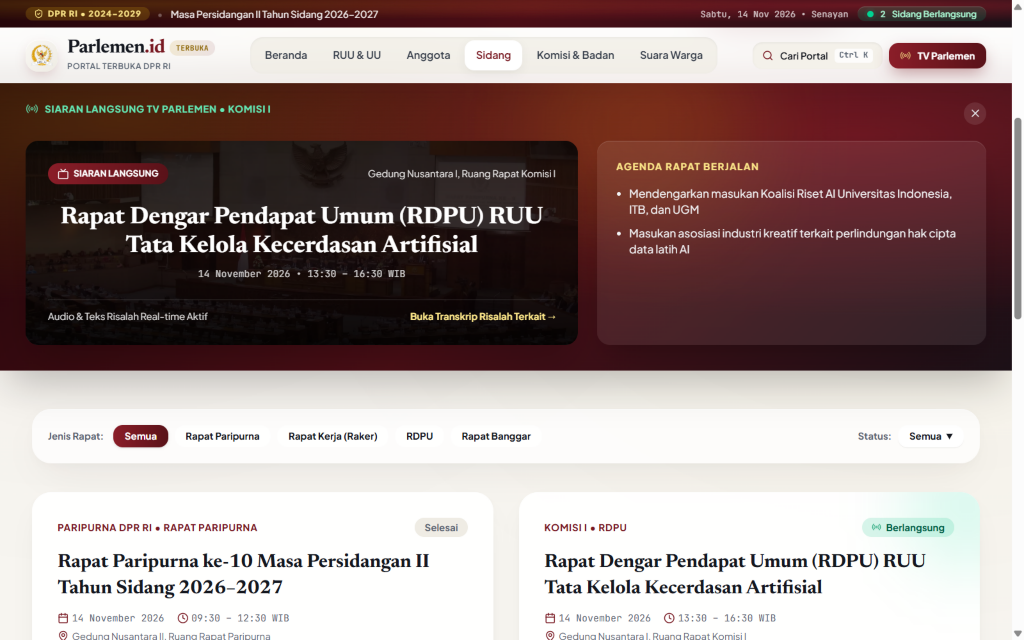 DPR RI • 2024–2029 • Masa Persidangan II Tahun Sidang 2026–2027
Sabtu, 14 Nov 2026 • Senayan
2 Sidang Berlangsung
Parlemen.id TERBUKA
PORTAL TERBUKA DPR RI
Beranda RUU & UU Anggota Sidang Komisi & Badan Suara Warga
Cari Portal Ctrl K
TV Parlemen
SIARAN LANGSUNG TV PARLEMEN ● KOMISI I
SIARAN LANGSUNG
Gedung Nusantara I, Ruang Rapat Komisi I
Rapat Dengar Pendapat Umum (RDPU) RUU
Tata Kelola Kecerdasan Artifisial
14 November 2026 • 13:30 – 16:30 WIB
Audio & Teks Risalah Real-time Aktif
Buka Transkrip Risalah Terkait →
AGENDA RAPAT BERJALAN
• Mendengarkan masukan Koalisi Riset AI Universitas Indonesia,
ITB, dan UGM
• Masukan asosiasi industri kreatif terkait perlindungan hak cipta
data latih AI
Jenis Rapat: Semua Rapat Paripurna Rapat Kerja (Raker) RDPU Rapat Banggar
Status: Semua ▼
PARIPURNA DPR RI ● RAPAT PARIPURNA
Selesai
Rapat Paripurna ke-10 Masa Persidangan II
Tahun Sidang 2026–2027
14 November 2026 09:30 – 12:30 WIB
Gedung Nusantara II, Ruang Rapat Paripurna
KOMISI I ● RDPU
Berlangsung
Rapat Dengar Pendapat Umum (RDPU) RUU
Tata Kelola Kecerdasan Artifisial
14 November 2026 13:30 – 16:30 WIB
Gedung Nusantara I, Ruang Rapat Komisi I